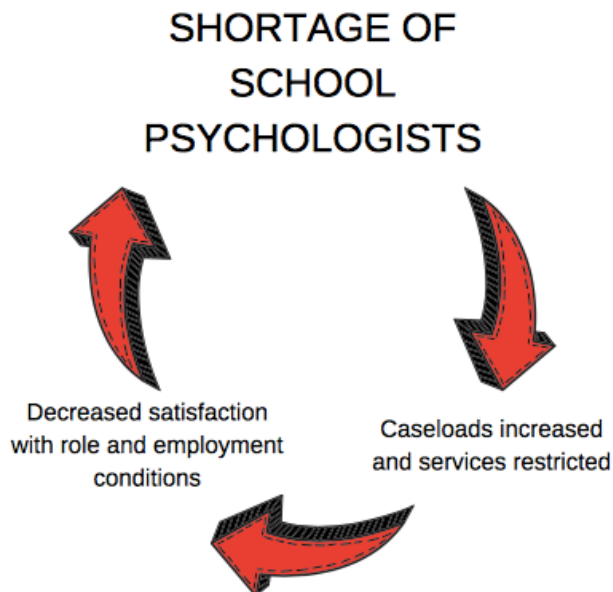 SHORTAGE OF
SCHOOL
PSYCHOLOGISTS
Caseloads increased
and services restricted
Decreased satisfaction
with role and employment
conditions